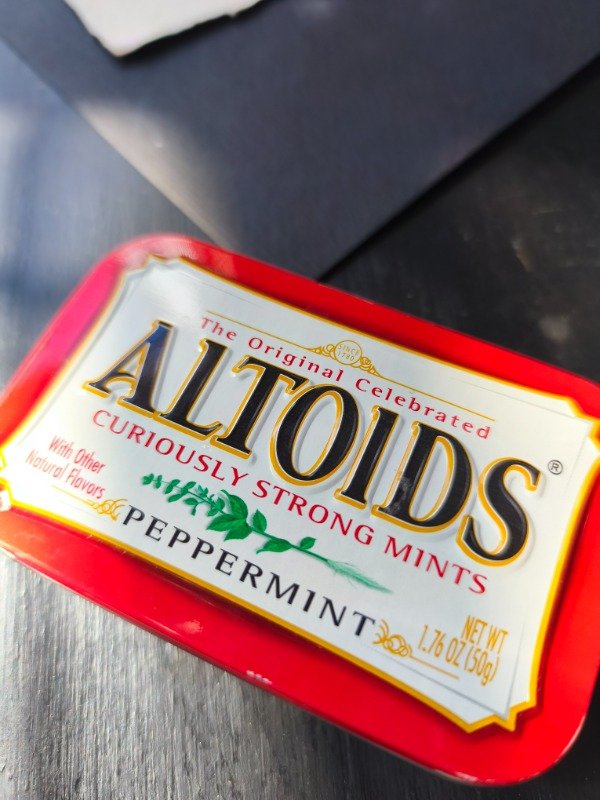 SINCE
1780
The Original Celebrated
ALTOIDS®
CURIOUSLY STRONG MINTS
With Other
Natural Flavors
PEPPERMINT
NET WT
1.76 OZ (50g)